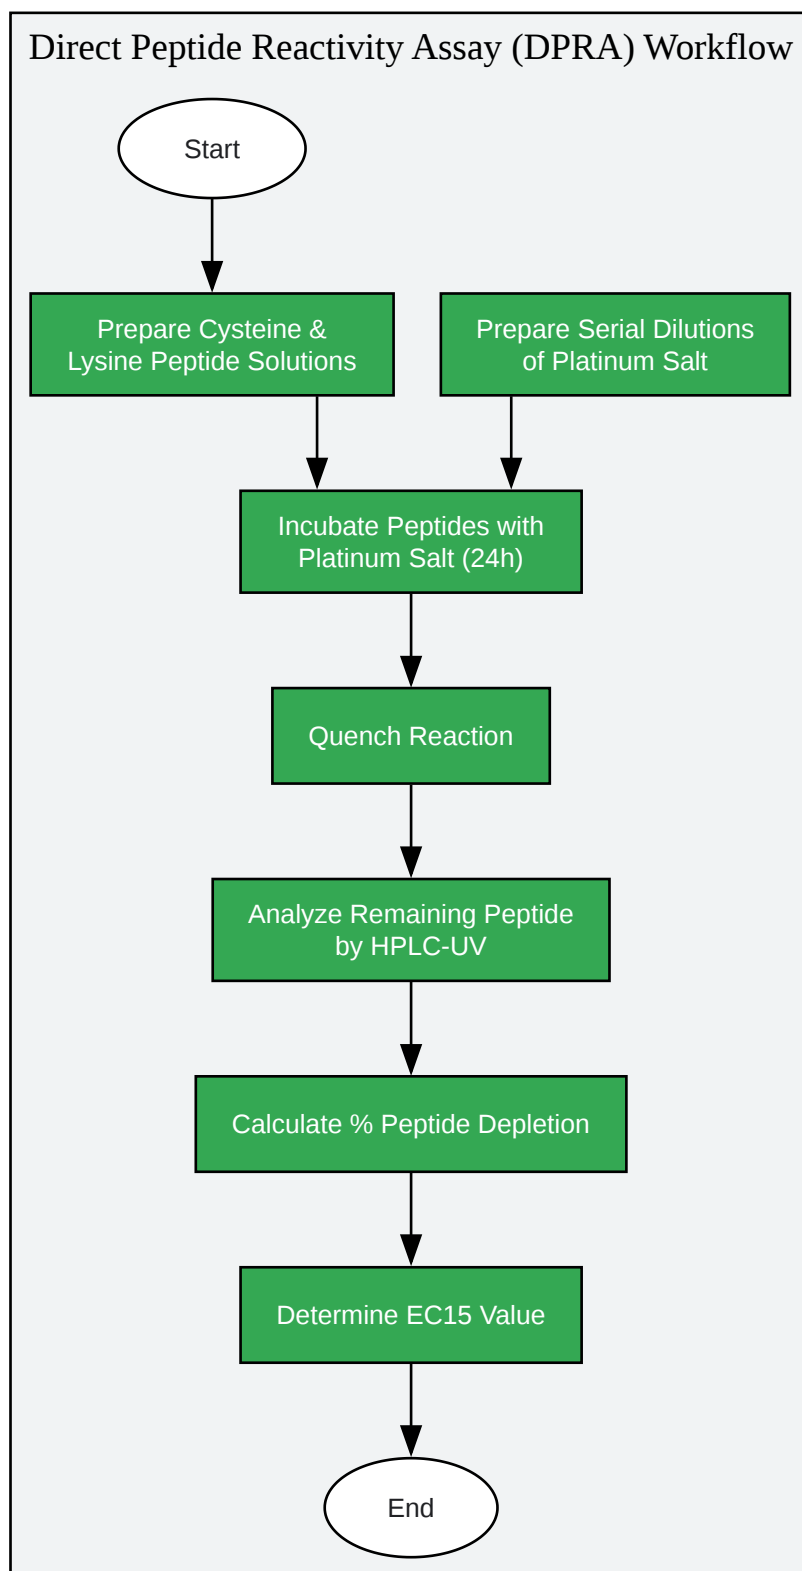 Direct Peptide Reactivity Assay (DPRA) Workflow
Start
Prepare Cysteine &
Lysine Peptide Solutions
Prepare Serial Dilutions
of Platinum Salt
Incubate Peptides with
Platinum Salt (24h)
Quench Reaction
Analyze Remaining Peptide
by HPLC-UV
Calculate % Peptide Depletion
Determine EC15 Value
End